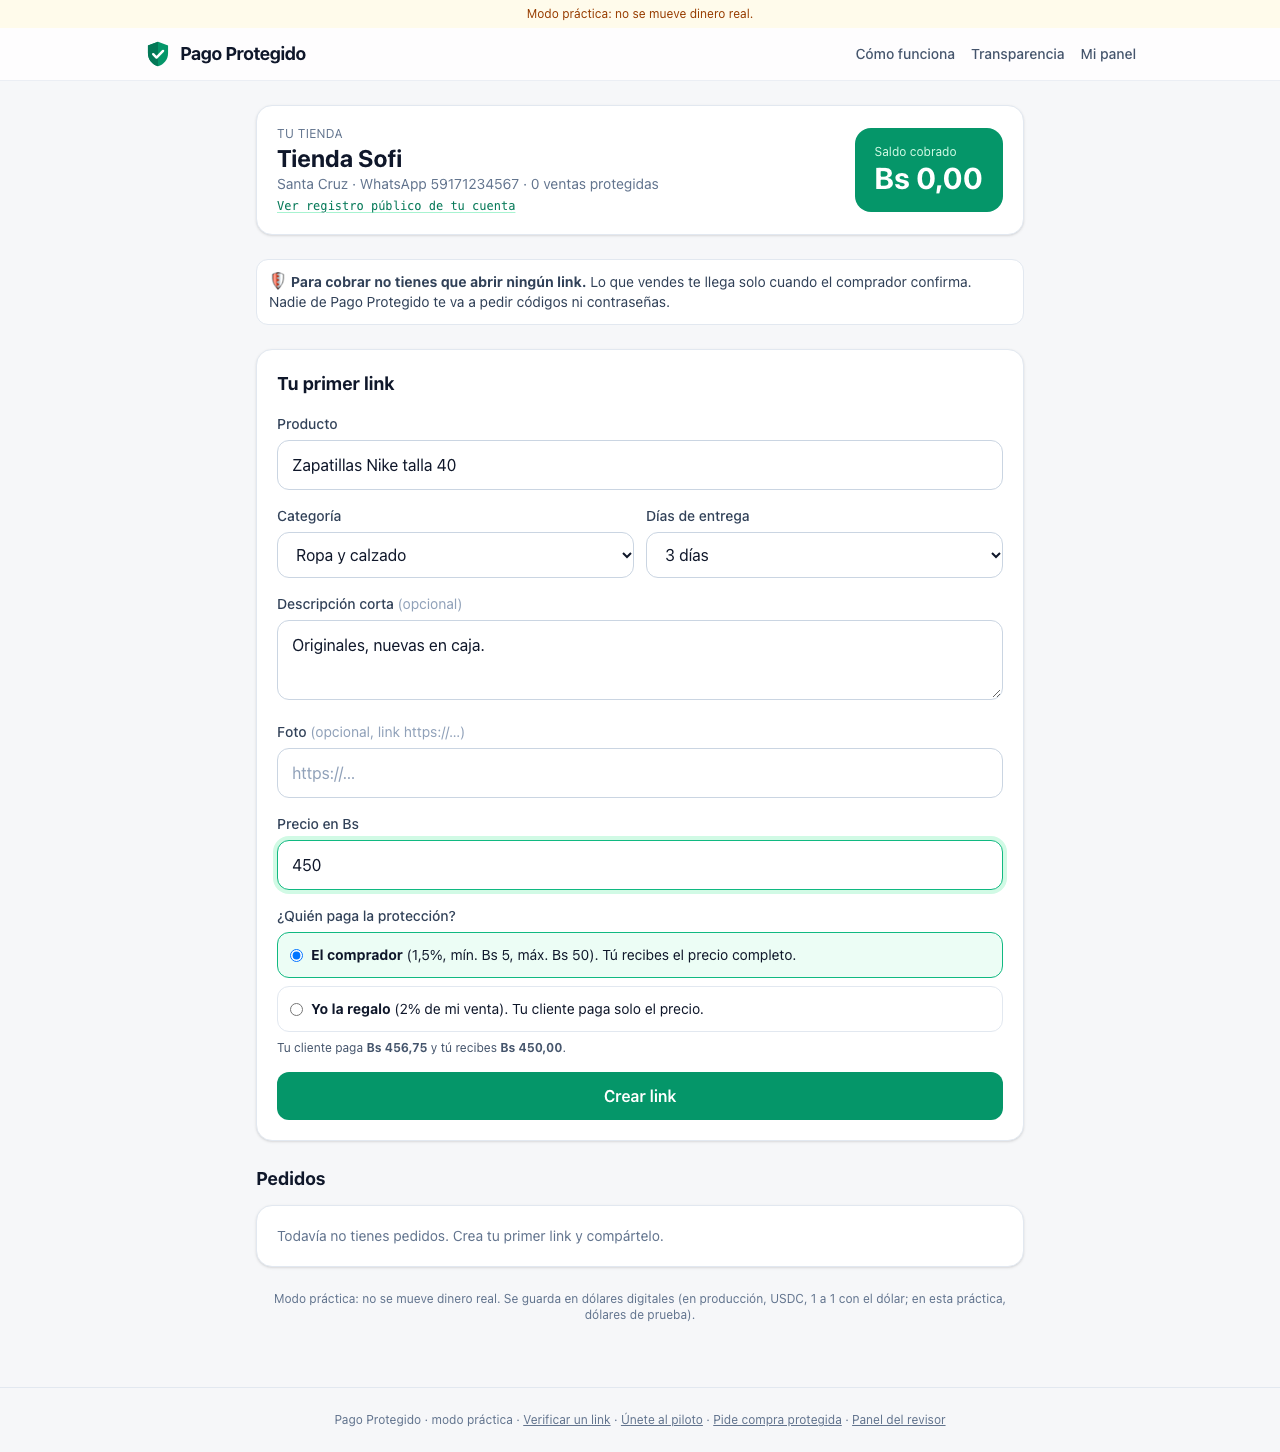 Modo práctica: no se mueve dinero real.
Pago Protegido
Cómo funciona Transparencia Mi panel
TU TIENDA
Tienda Sofi
Santa Cruz · WhatsApp 59171234567 · 0 ventas protegidas
Ver registro público de tu cuenta
Saldo cobrado
Bs 0,00
Para cobrar no tienes que abrir ningún link. Lo que vendes te llega solo cuando el comprador confirma.
Nadie de Pago Protegido te va a pedir códigos ni contraseñas.
Tu primer link
Producto
Zapatillas Nike talla 40
Categoría
Ropa y calzado
Días de entrega
3 días
Descripción corta (opcional)
Originales, nuevas en caja.
Foto (opcional, link https://...)
https://...
Precio en Bs
450
¿Quién paga la protección?
El comprador (1,5%, mín. Bs 5, máx. Bs 50). Tú recibes el precio completo.
Yo la regalo (2% de mi venta). Tu cliente paga solo el precio.
Tu cliente paga Bs 456,75 y tú recibes Bs 450,00.
Crear link
Pedidos
Todavía no tienes pedidos. Crea tu primer link y compártelo.
Modo práctica: no se mueve dinero real. Se guarda en dólares digitales (en producción, USDC, 1 a 1 con el dólar; en esta práctica,
dólares de prueba).
Pago Protegido · modo práctica · Verificar un link · Únete al piloto · Pide compra protegida · Panel del revisor